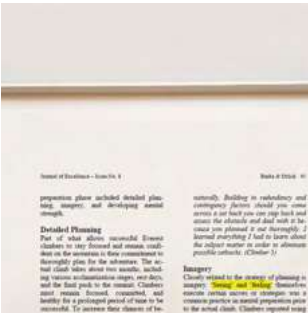 Journal of Excellence – Issue No. 8
preparation phase included detailed plan-
ning, imagery, and developing mental
strength.
Detailed Planning
Part of what allows successful Everest
climbers to stay focused and remain confi-
dent on the mountain is their commitment to
thoroughly plan for the adventure. The ac-
tual climb takes about two months, includ-
ing various acclimatization stages, rest days,
and the final push to the summit. Climbers
must remain focused, committed, and
healthy for a prolonged period of time to be
successful. To increase their chances of be-
naturally. Building in redundancy and
contingency factors should you come
across a set back you can step back and
assess the obstacle and deal with it be-
cause you planned it out thoroughly. I
learned everything I had to learn about
the subject matter in order to eliminate
possible setbacks. (Climber 3)
Imagery
Closely related to the strategy of planning is
imagery. 'Seeing' and 'feeling' themselves
execute certain moves or strategies was a
common practice in mental preparation prior
to the actual climb. Climbers reported using